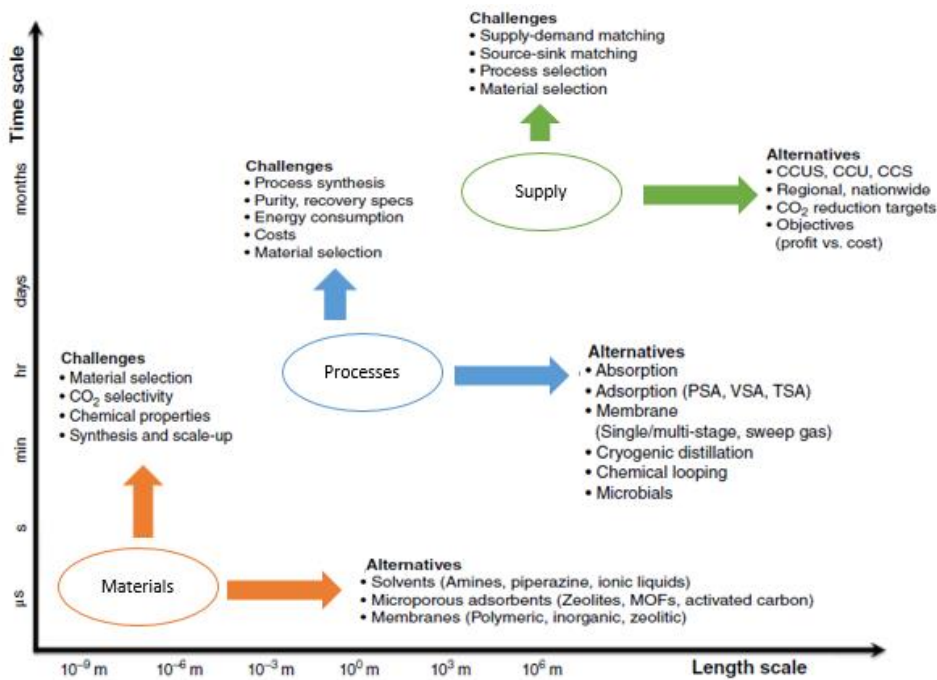 Time scale
months
days
hr
min
s
μs
Challenges
• Supply-demand matching
• Source-sink matching
• Process selection
• Material selection
Supply
Alternatives
• CCUS, CCU, CCS
• Regional, nationwide
• CO₂ reduction targets
• Objectives
(profit vs. cost)
Challenges
• Process synthesis
• Purity, recovery specs
• Energy consumption
• Costs
• Material selection
Processes
Alternatives
• Absorption
• Adsorption (PSA, VSA, TSA)
• Membrane
(Single/multi-stage, sweep gas)
• Cryogenic distillation
• Chemical looping
• Microbials
Challenges
• Material selection
• CO₂ selectivity
• Chemical properties
• Synthesis and scale-up
Materials
Alternatives
• Solvents (Amines, piperazine, ionic liquids)
• Microporous adsorbents (Zeolites, MOFs, activated carbon)
• Membranes (Polymeric, inorganic, zeolitic)
10⁻⁹ m 10⁻⁶ m 10⁻³ m 10⁰ m 10³ m 10⁶ m Length scale